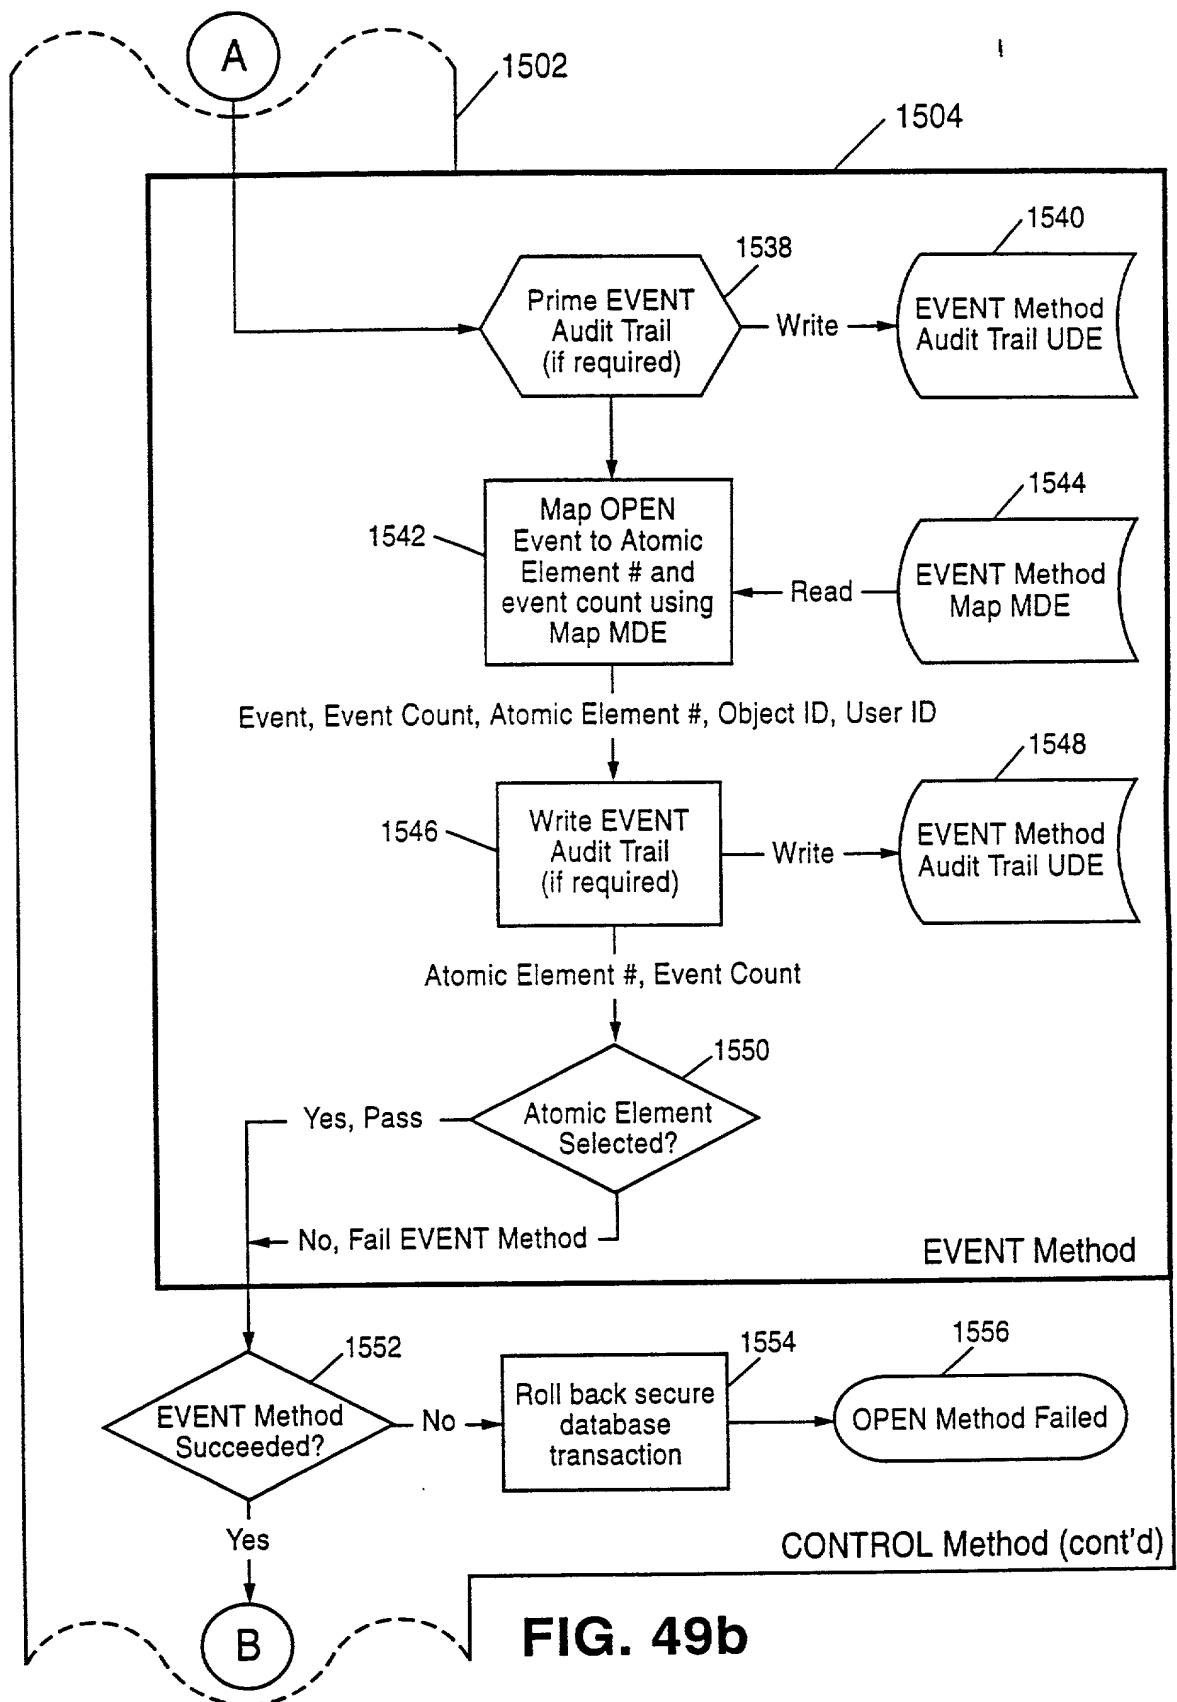 A
1502
1504
1538
1540
Prime EVENT
Audit Trail
(if required)
Write
EVENT Method
Audit Trail UDE
1542
Map OPEN
Event to Atomic
Element # and
event count using
Map MDE
Read
1544
EVENT Method
Map MDE
Event, Event Count, Atomic Element #, Object ID, User ID
1546
Write EVENT
Audit Trail
(if required)
Write
1548
EVENT Method
Audit Trail UDE
Atomic Element #, Event Count
1550
Yes, Pass
Atomic Element
Selected?
No, Fail EVENT Method
EVENT Method
1552
EVENT Method
Succeeded?
No
1554
Roll back secure
database
transaction
1556
OPEN Method Failed
Yes
CONTROL Method (cont'd)
B
FIG. 49b